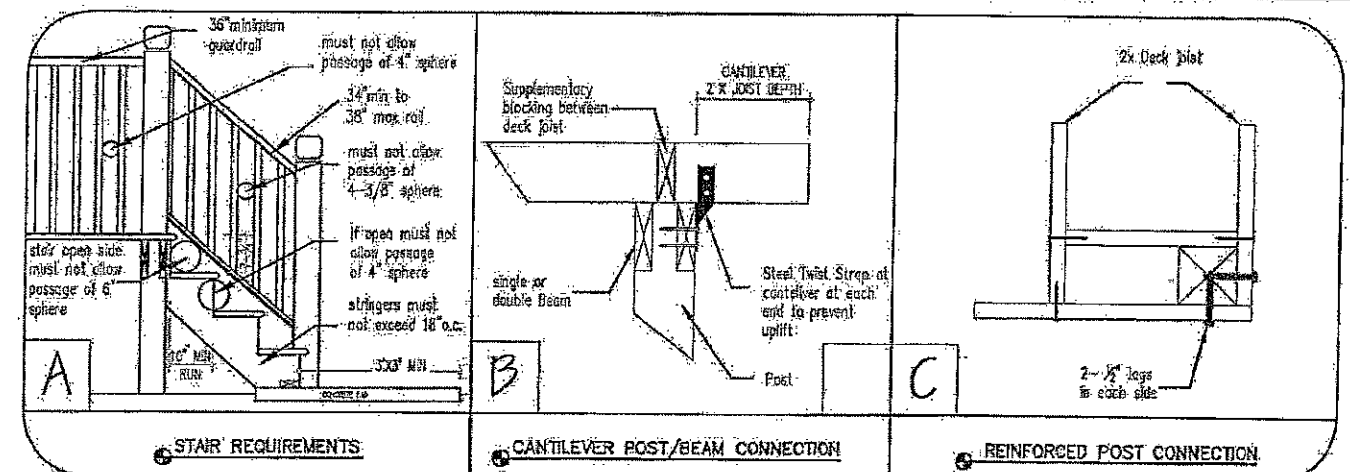 36" minimum
guardrail
must not allow
passage of 4" sphere
34" min to
38" max rail
must not allow
passage of
4-3/8" sphere
if open must not
allow passage
of 4" sphere
stair open side
must not allow
passage of 6"
sphere
stringers must
not exceed 18" o.c.
10" MIN
RUN
3'X3' MIN
CONCRETE PAD
A
STAIR REQUIREMENTS
Supplementary
blocking between
deck joist
CANTILEVER
2 X JOIST DEPTH
single or
double Beam
Steel Twist Strap at
cantilever at each
end to prevent
uplift
Post
B
CANTILEVER POST/BEAM CONNECTION
2x Deck Joist
2- 1/2" lags
in each side
C
REINFORCED POST CONNECTION